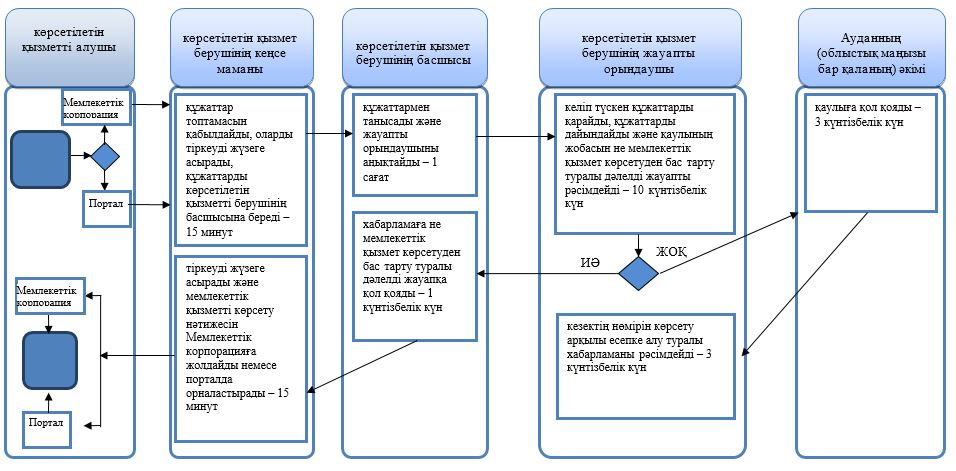 көрсетілетін
қызметті алушы
көрсетілетін қызмет
берушінің кеңсе
маманы
көрсетілетін қызмет
берушінің басшысы
көрсетілетін қызмет
берушінің жауапты
орындаушы
Ауданның
(облыстық маңызы
бар қаланың) әкімі
Мемлекеттік
корпорация
Портал
құжаттар
топтамасын
қабылдайды, оларды
тіркеуді жүзеге
асырады,
құжаттарды
көрсетілетін
қызметті берушінің
басшысына береді –
15 минут
құжаттармен
танысады және
жауапты
орындаушыны
анықтайды – 1
сағат
келіп түскен құжаттарды
қарайды, құжаттарды
дайындайды және қаулының
жобасын не мемлекеттік
қызмет көрсетуден бас тарту
туралы дәлелді жауапты
рәсімдейді – 10 күнтізбелік
күн
қаулыға қол қояды –
3 күнтізбелік күн
хабарламаға не
мемлекеттік
қызмет көрсетуден
бас тарту туралы
дәлелді жауапқа
қол қояды – 1
күнтізбелік күн
ИӘ
ЖОҚ
тіркеуді жүзеге
асырады және
мемлекеттік
қызметті көрсету
нәтижесін
Мемлекеттік
корпорацияға
жолдайды немесе
порталда
орналастырады – 15
минут
кезектің нөмірін көрсету
арқылы есепке алу туралы
хабарламаны рәсімдейді – 3
күнтізбелік күн
Мемлекеттік
корпорация
Портал